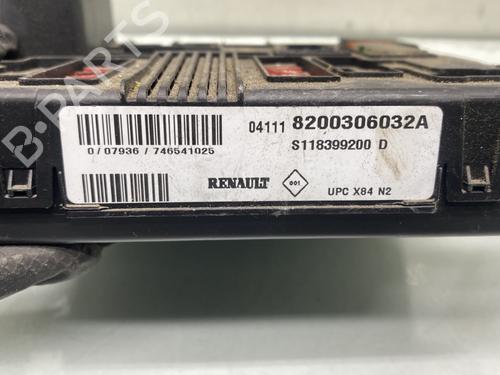 04111 8200306032A
S118399200 D
0/07936/746541025
RENAULT
001
UPC X84 N2
B-PARTS